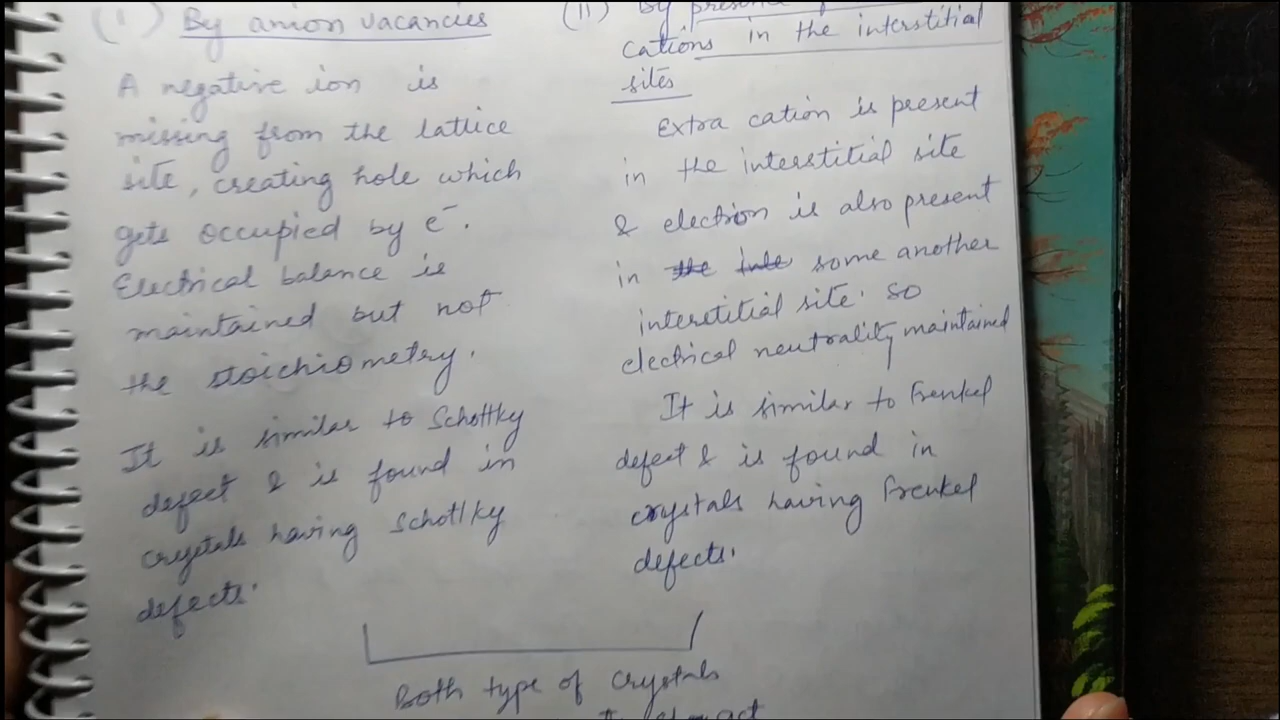 (i) By anion vacancies
A negative ion is
missing from the lattice
site, creating hole which
gets occupied by e⁻.
Electrical balance is
maintained but not
the stoichiometry.
It is similar to Schottky
defect & is found in
crystals having Schottky
defects.
(ii) By presence
cations in the interstitial
sites
Extra cation is present
in the interstitial site
& electron is also present
in the some another
interstitial site. So
electrical neutrality maintained
It is similar to Frenkel
defect & is found in
crystals having Frenkel
defects.
Both type of crystals